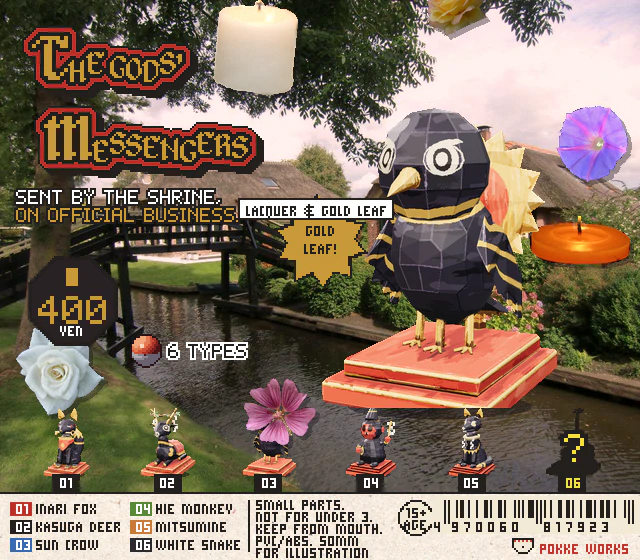 THE GODS'
MESSENGERS
SENT BY THE SHRINE,
ON OFFICIAL BUSINESS
LACQUER & GOLD LEAF
GOLD
LEAF!
400
YEN
6 TYPES
01
02
03
04
05
?
06
01 INARI FOX
02 KASUGA DEER
03 SUN CROW
04 HIE MONKEY
05 MITSUMINE
06 WHITE SNAKE
SMALL PARTS.
NOT FOR UNDER 3.
KEEP FROM MOUTH.
PVC/ABS. 50MM
FOR ILLUSTRATION
15+
AGE
4 970060 817923
POKKE WORKS